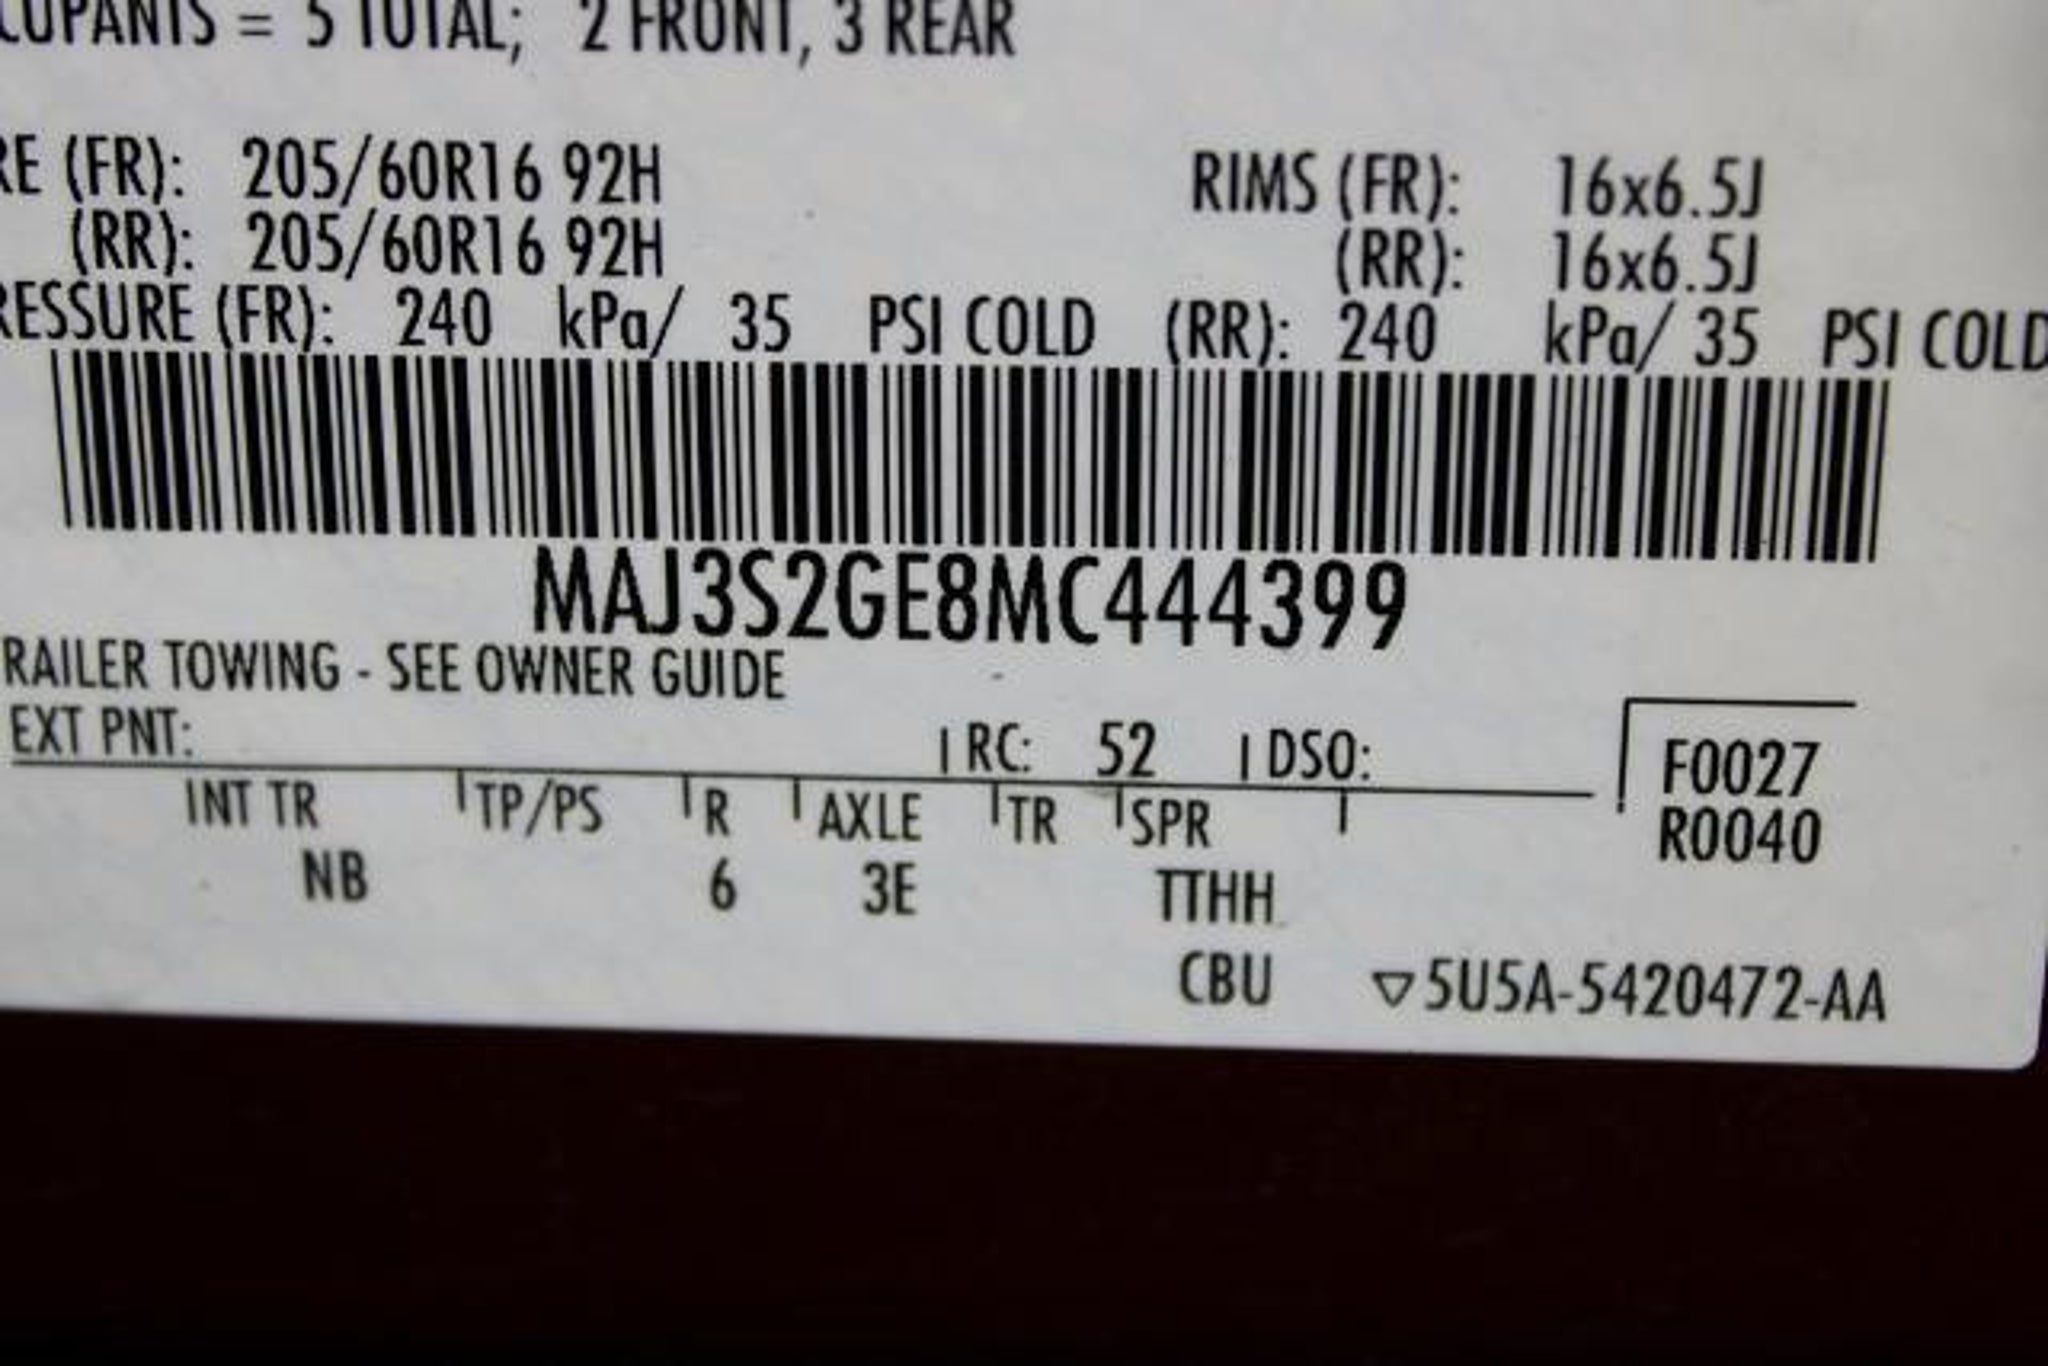 CUPANTS = 5 TOTAL; 2 FRONT, 3 REAR
RE (FR): 205/60R16 92H RIMS (FR): 16x6.5J
(RR): 205/60R16 92H (RR): 16x6.5J
RESSURE (FR): 240 kPa/ 35 PSI COLD (RR): 240 kPa/ 35 PSI COLD
MAJ3S2GE8MC444399
RAILER TOWING - SEE OWNER GUIDE
EXT PNT: RC: 52 DSO:
F0027
INT TR TP/PS R AXLE TR SPR
R0040
NB 6 3E TTHH
CBU ▽5U5A-5420472-AA